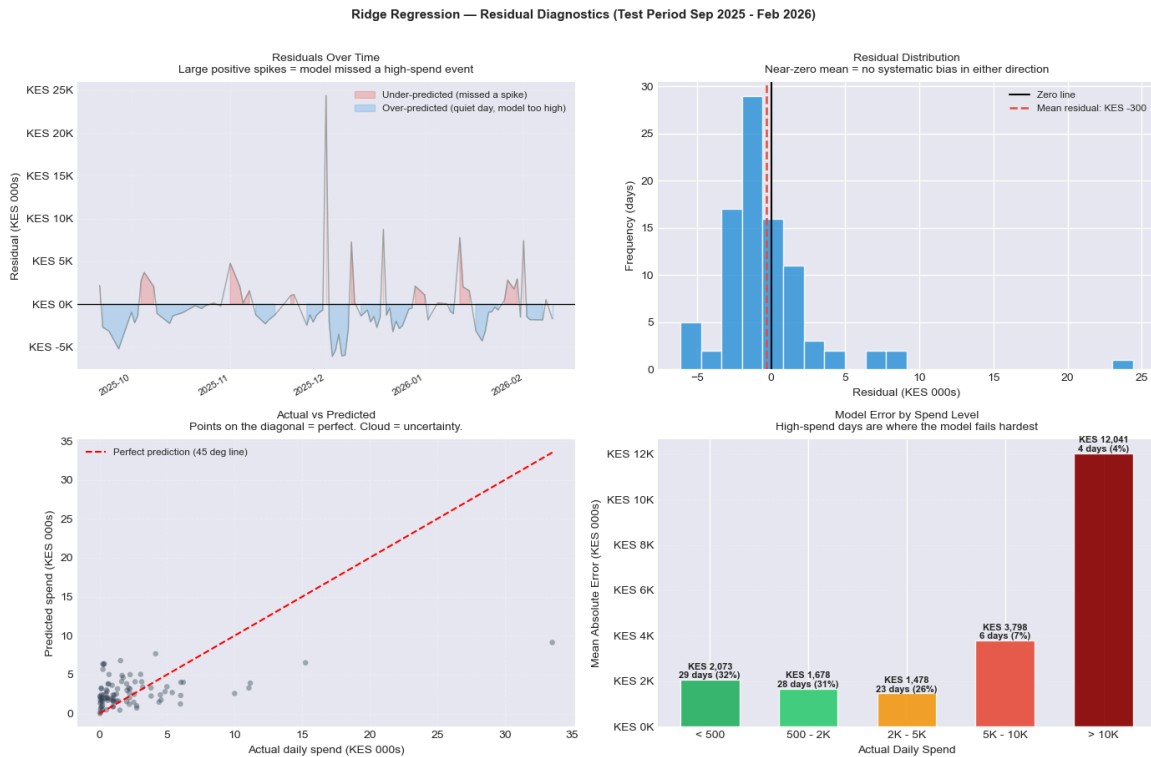 Ridge Regression — Residual Diagnostics (Test Period Sep 2025 - Feb 2026)
Residuals Over Time
Large positive spikes = model missed a high-spend event
KES 25K
KES 20K
KES 15K
KES 10K
KES 5K
KES 0K
KES -5K
Residual (KES 000s)
Under-predicted (missed a spike)
Over-predicted (quiet day, model too high)
2025-10
2025-11
2025-12
2026-01
2026-02
Residual Distribution
Near-zero mean = no systematic bias in either direction
30
25
20
15
10
5
0
Frequency (days)
Zero line
Mean residual: KES -300
−5
0
5
10
15
20
25
Residual (KES 000s)
Actual vs Predicted
Points on the diagonal = perfect. Cloud = uncertainty.
35
30
25
20
15
10
5
0
Predicted spend (KES 000s)
Perfect prediction (45 deg line)
0
5
10
15
20
25
30
35
Actual daily spend (KES 000s)
Model Error by Spend Level
High-spend days are where the model fails hardest
KES 12K
KES 10K
KES 8K
KES 6K
KES 4K
KES 2K
KES 0K
Mean Absolute Error (KES 000s)
KES 2,073
29 days (32%)
KES 1,678
28 days (31%)
KES 1,478
23 days (26%)
KES 3,798
6 days (7%)
KES 12,041
4 days (4%)
< 500
500 - 2K
2K - 5K
5K - 10K
> 10K
Actual Daily Spend